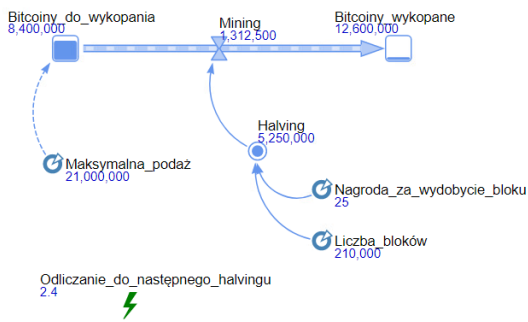 Bitcoiny_do_wykopania
8,400,000
Mining
1,312,500
Bitcoiny_wykopane
12,600,000
Halving
5,250,000
Maksymalna_podaż
21,000,000
Nagroda_za_wydobycie_bloku
25
Liczba_bloków
210,000
Odliczanie_do_następnego_halvingu
2.4